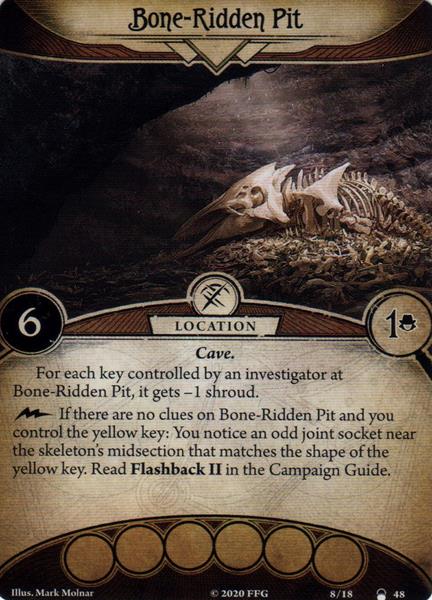 Bone-Ridden Pit
6
1
LOCATION
Cave.
For each key controlled by an investigator at
Bone-Ridden Pit, it gets –1 shroud.
If there are no clues on Bone-Ridden Pit and you
control the yellow key: You notice an odd joint socket near
the skeleton's midsection that matches the shape of the
yellow key. Read Flashback II in the Campaign Guide.
Illus. Mark Molnar
© 2020 FFG
8/18
48